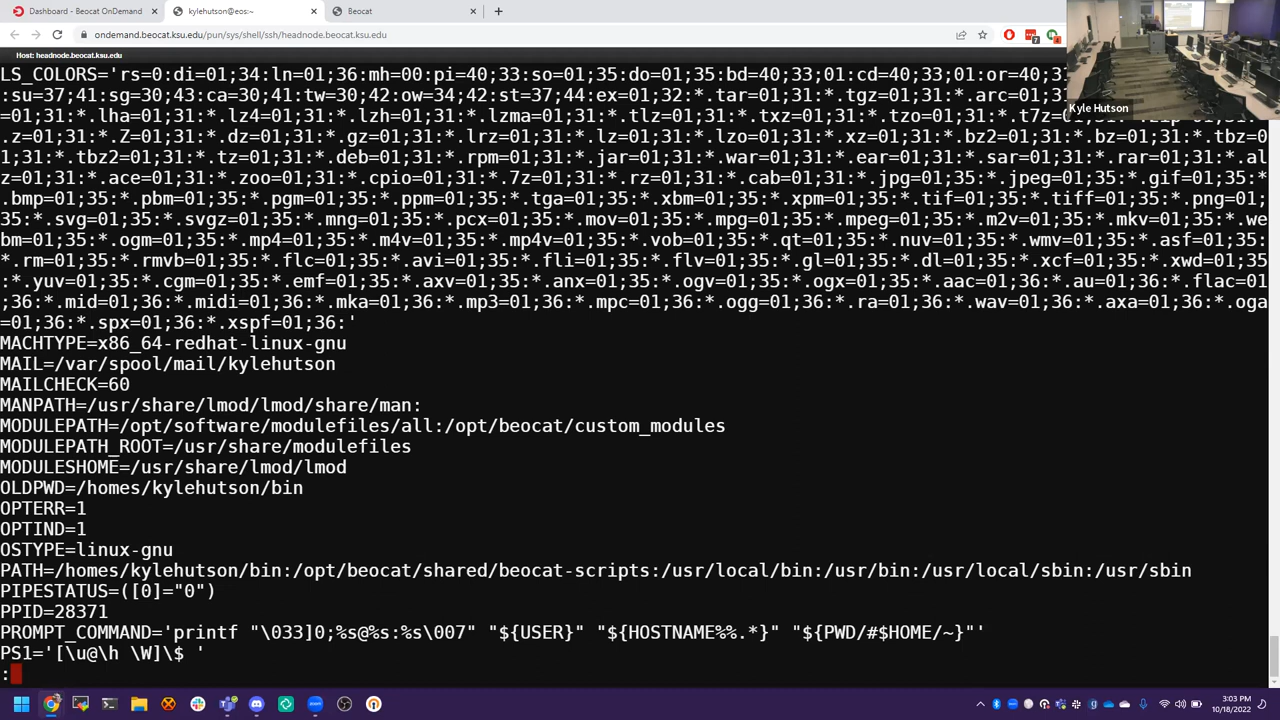 Dashboard - Beocat OnDemand
kylehutson@eos:~
Beocat
ondemand.beocat.ksu.edu/pun/sys/shell/ssh/headnode.beocat.ksu.edu
Host: headnode.beocat.ksu.edu
Kyle Hutson
LS_COLORS='rs=0:di=01;34:ln=01;36:mh=00:pi=40;33:so=01;35:do=01;35:bd=40;33;01:cd=40;33;01:or=40;3
:su=37;41:sg=30;43:ca=30;41:tw=30;42:ow=34;42:st=37;44:ex=01;32:*.tar=01;31:*.tgz=01;31:*.arc=01;3
=01;31:*.lha=01;31:*.lz4=01;31:*.lzh=01;31:*.lzma=01;31:*.tlz=01;31:*.txz=01;31:*.tzo=01;31:*.t7z=0
.z=01;31:*.Z=01;31:*.dz=01;31:*.gz=01;31:*.lrz=01;31:*.lz=01;31:*.lzo=01;31:*.xz=01;31:*.bz2=01;31:*.bz=01;31:*.tbz=0
1;31:*.tbz2=01;31:*.tz=01;31:*.deb=01;31:*.rpm=01;31:*.jar=01;31:*.war=01;31:*.ear=01;31:*.sar=01;31:*.rar=01;31:*.al
z=01;31:*.ace=01;31:*.zoo=01;31:*.cpio=01;31:*.7z=01;31:*.rz=01;31:*.cab=01;31:*.jpg=01;35:*.jpeg=01;35:*.gif=01;35:*
.bmp=01;35:*.pbm=01;35:*.pgm=01;35:*.ppm=01;35:*.tga=01;35:*.xbm=01;35:*.xpm=01;35:*.tif=01;35:*.tiff=01;35:*.png=01;
35:*.svg=01;35:*.svgz=01;35:*.mng=01;35:*.pcx=01;35:*.mov=01;35:*.mpg=01;35:*.mpeg=01;35:*.m2v=01;35:*.mkv=01;35:*.we
bm=01;35:*.ogm=01;35:*.mp4=01;35:*.m4v=01;35:*.mp4v=01;35:*.vob=01;35:*.qt=01;35:*.nuv=01;35:*.wmv=01;35:*.asf=01;35:
*.rm=01;35:*.rmvb=01;35:*.flc=01;35:*.avi=01;35:*.fli=01;35:*.flv=01;35:*.gl=01;35:*.dl=01;35:*.xcf=01;35:*.xwd=01;35
:*.yuv=01;35:*.cgm=01;35:*.emf=01;35:*.axv=01;35:*.anx=01;35:*.ogv=01;35:*.ogx=01;35:*.aac=01;36:*.au=01;36:*.flac=01
;36:*.mid=01;36:*.midi=01;36:*.mka=01;36:*.mp3=01;36:*.mpc=01;36:*.ogg=01;36:*.ra=01;36:*.wav=01;36:*.axa=01;36:*.oga
=01;36:*.spx=01;36:*.xspf=01;36:'
MACHTYPE=x86_64-redhat-linux-gnu
MAIL=/var/spool/mail/kylehutson
MAILCHECK=60
MANPATH=/usr/share/lmod/lmod/share/man:
MODULEPATH=/opt/software/modulefiles/all:/opt/beocat/custom_modules
MODULEPATH_ROOT=/usr/share/modulefiles
MODULESHOME=/usr/share/lmod/lmod
OLDPWD=/homes/kylehutson/bin
OPTERR=1
OPTIND=1
OSTYPE=linux-gnu
PATH=/homes/kylehutson/bin:/opt/beocat/shared/beocat-scripts:/usr/local/bin:/usr/bin:/usr/local/sbin:/usr/sbin
PIPESTATUS=([0]="0")
PPID=28371
PROMPT_COMMAND='printf "\033]0;%s@%s:%s\007" "${USER}" "${HOSTNAME%%.*}" "${PWD/#$HOME/~}"'
PS1='[\u@\h \W]\$ '
:
3:03 PM
10/18/2022